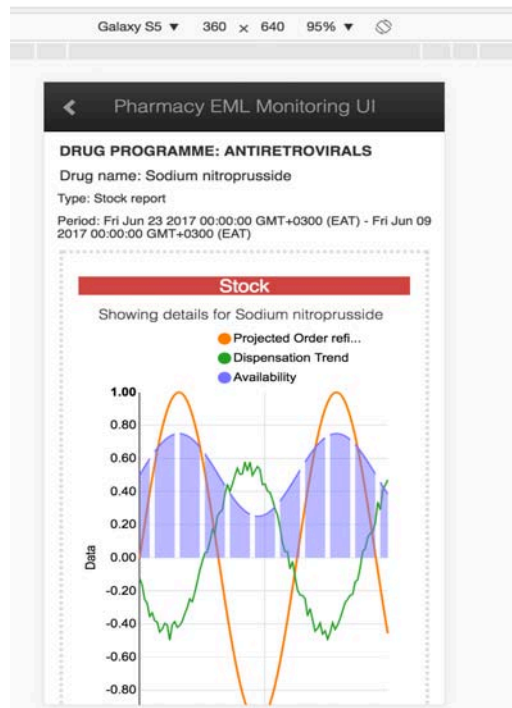 Galaxy S5 ▼ 360 × 640 95% ▼
Pharmacy EML Monitoring UI
DRUG PROGRAMME: ANTIRETROVIRALS
Drug name: Sodium nitroprusside
Type: Stock report
Period: Fri Jun 23 2017 00:00:00 GMT+0300 (EAT) - Fri Jun 09
2017 00:00:00 GMT+0300 (EAT)
Stock
Showing details for Sodium nitroprusside
Projected Order refi...
Dispensation Trend
Availability
1.00
0.80
0.60
0.40
0.20
0.00
-0.20
-0.40
-0.60
-0.80
Data